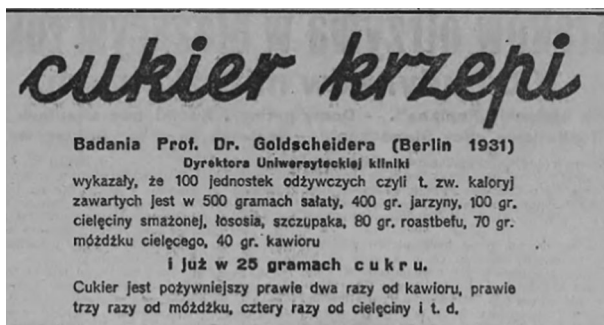 cukier krzepi
Badania Prof. Dr. Goldscheidera (Berlin 1931)
Dyrektora Uniwersyteckiej kliniki
wykazały, że 100 jednostek odżywczych czyli t. zw. kaloryj
zawartych jest w 500 gramach sałaty, 400 gr. jarzyny, 100 gr.
cielęciny smażonej, łososia, szczupaka, 80 gr. roastbefu, 70 gr.
móżdżku cielęcego, 40 gr. kawioru
i już w 25 gramach cukru.
Cukier jest pożywniejszy prawie dwa razy od kawioru, prawie
trzy razy od móżdżku, cztery razy od cielęciny i t. d.